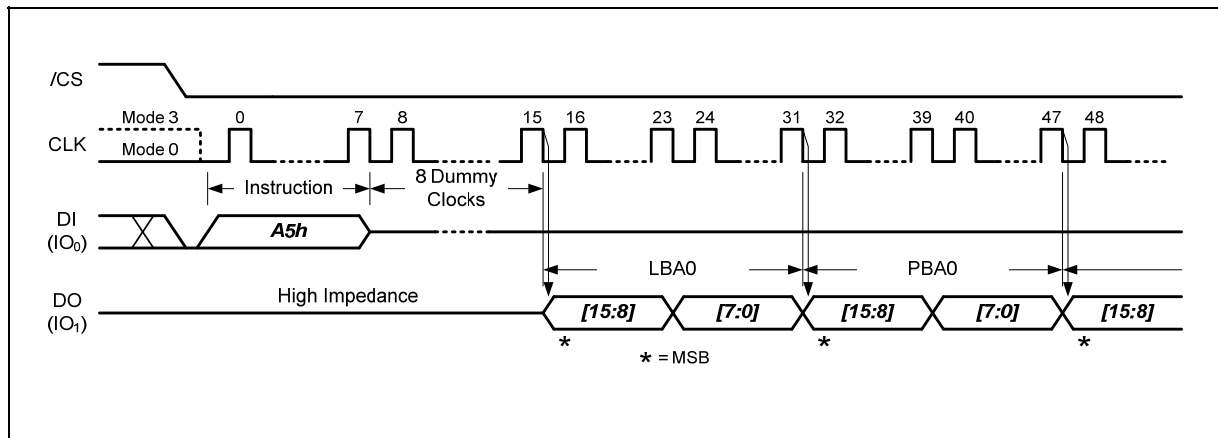 /CS
Mode 3
0 7 8 15 16 23 24 31 32 39 40 47 48
CLK
Mode 0
Instruction
8 Dummy
Clocks
DI
(IO₀)
A5h
LBA0 PBA0
DO
(IO₁)
High Impedance
[15:8] [7:0] [15:8] [7:0] [15:8]
* * *
* = MSB